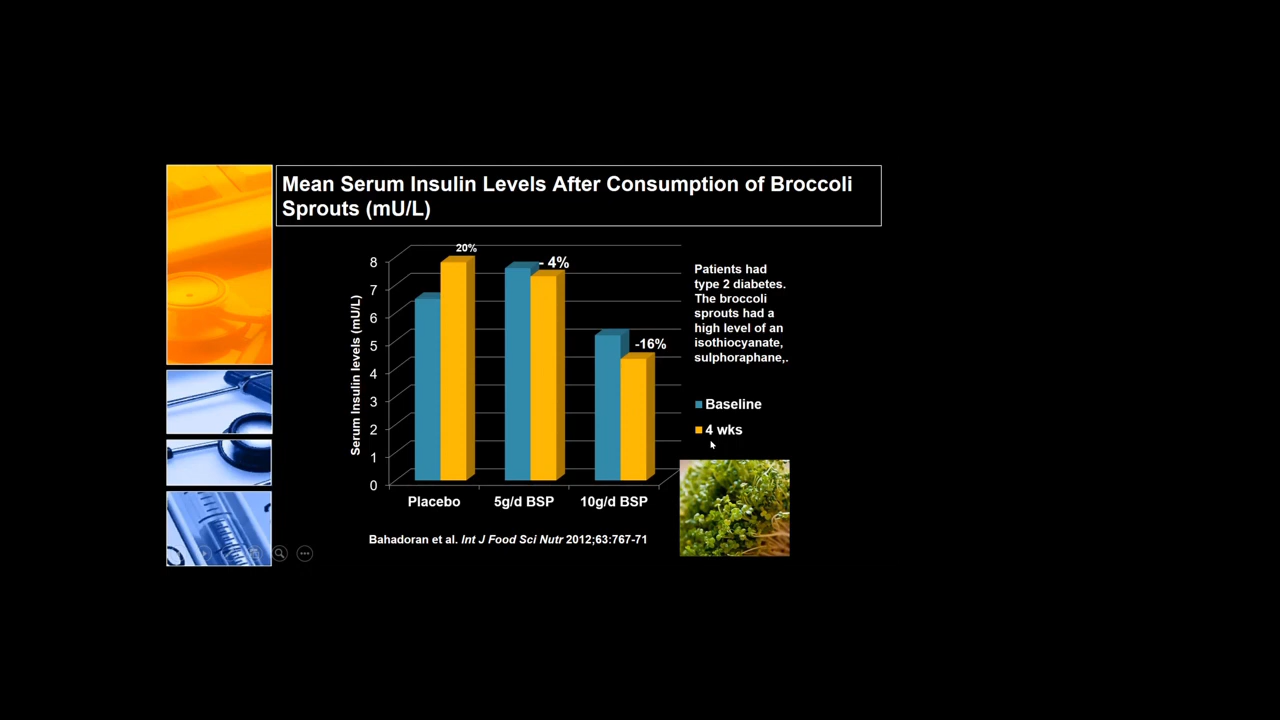 Mean Serum Insulin Levels After Consumption of Broccoli
Sprouts (mU/L)
20%
- 4%
-16%
8
7
6
5
4
3
2
1
0
Serum Insulin levels (mU/L)
Placebo
5g/d BSP
10g/d BSP
Patients had
type 2 diabetes.
The broccoli
sprouts had a
high level of an
isothiocyanate,
sulphoraphane,.
Baseline
4 wks
Bahadoran et al. Int J Food Sci Nutr 2012;63:767-71